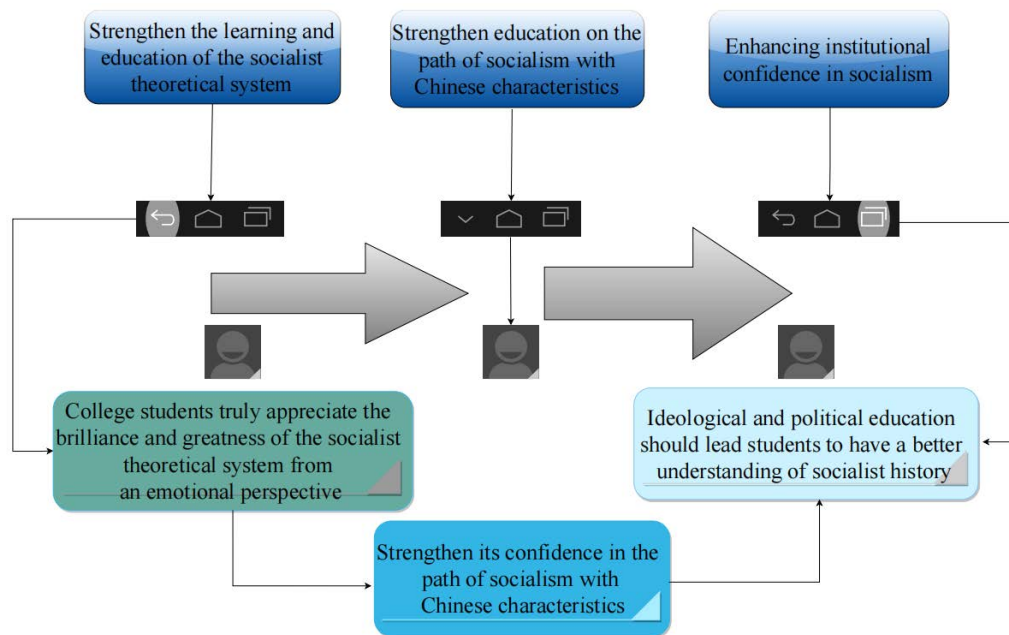 Strengthen the learning and
education of the socialist
theoretical system
Strengthen education on the
path of socialism with
Chinese characteristics
Enhancing institutional
confidence in socialism
College students truly appreciate the
brilliance and greatness of the socialist
theoretical system from
an emotional perspective
Ideological and political education
should lead students to have a better
understanding of socialist history
Strengthen its confidence in the
path of socialism with
Chinese characteristics